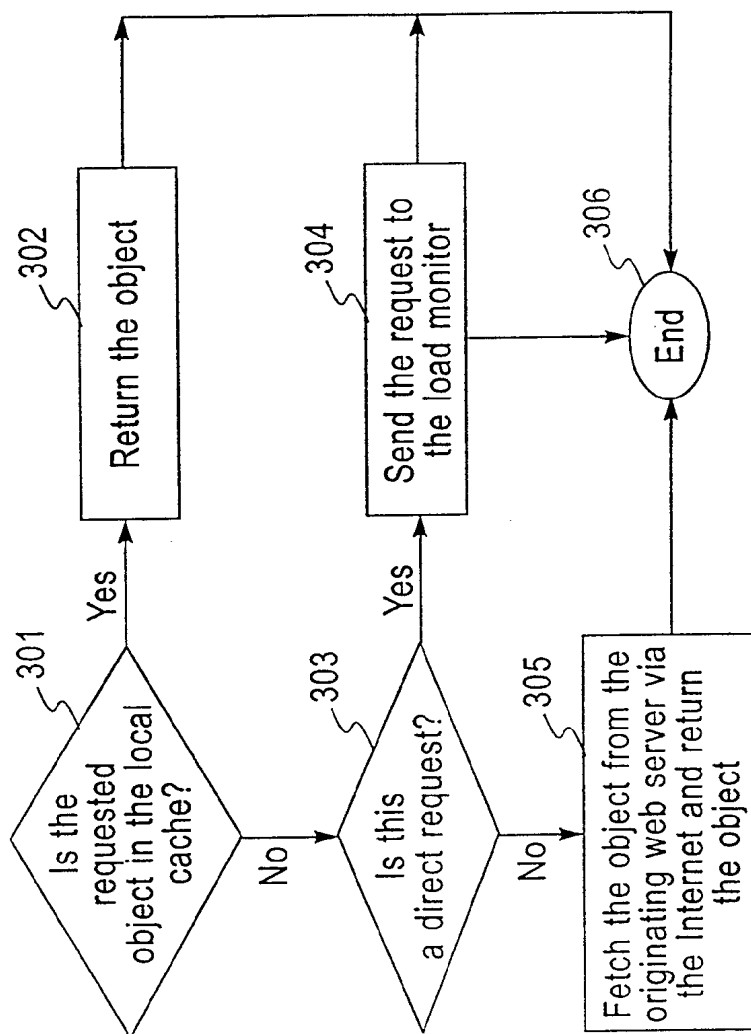 301
Is the
requested
object in the local
cache?
Yes
302
Return the object
No
303
Is this
a direct request?
Yes
304
Send the request to
the load monitor
No
305
Fetch the object from the
originating web server via
the Internet and return
the object
306
End